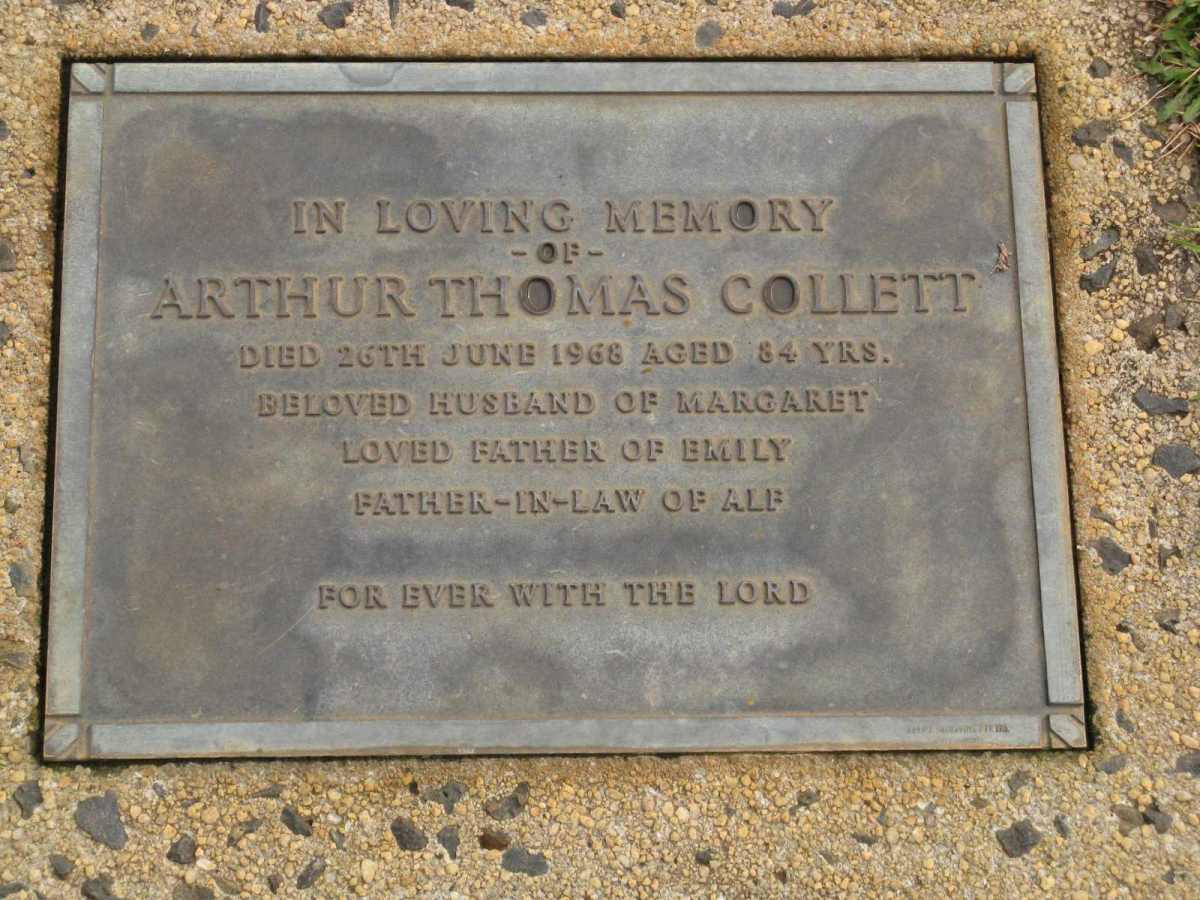 IN LOVING MEMORY
-OF-
ARTHUR THOMAS COLLETT
DIED 26TH JUNE 1968 AGED 84 YRS.
BELOVED HUSBAND OF MARGARET
LOVED FATHER OF EMILY
FATHER-IN-LAW OF ALF
FOR EVER WITH THE LORD